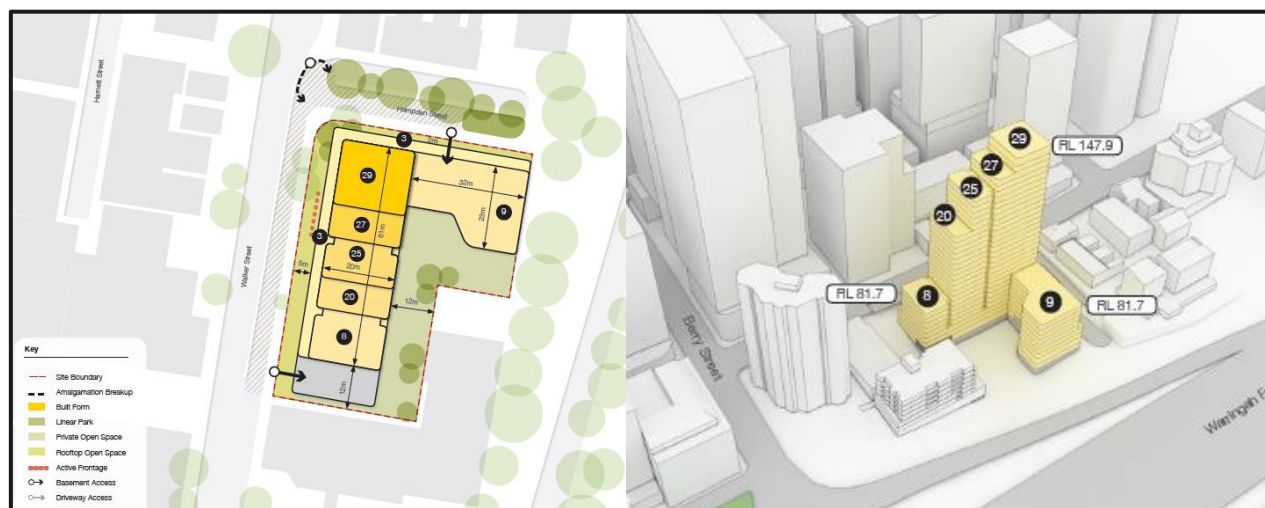 Harnett Street
Walker Street
Hampden Street
3
29
27
25
20
8
3
9
32m
23m
61m
20m
5m
12m
12m
Key
Site Boundary
Amalgamation Breakup
Built Form
Linear Park
Private Open Space
Rooftop Open Space
Active Frontage
Basement Access
Driveway Access
29
27
25
20
8
9
RL 147.9
RL 81.7
RL 81.7
Berry Street
Warringah F